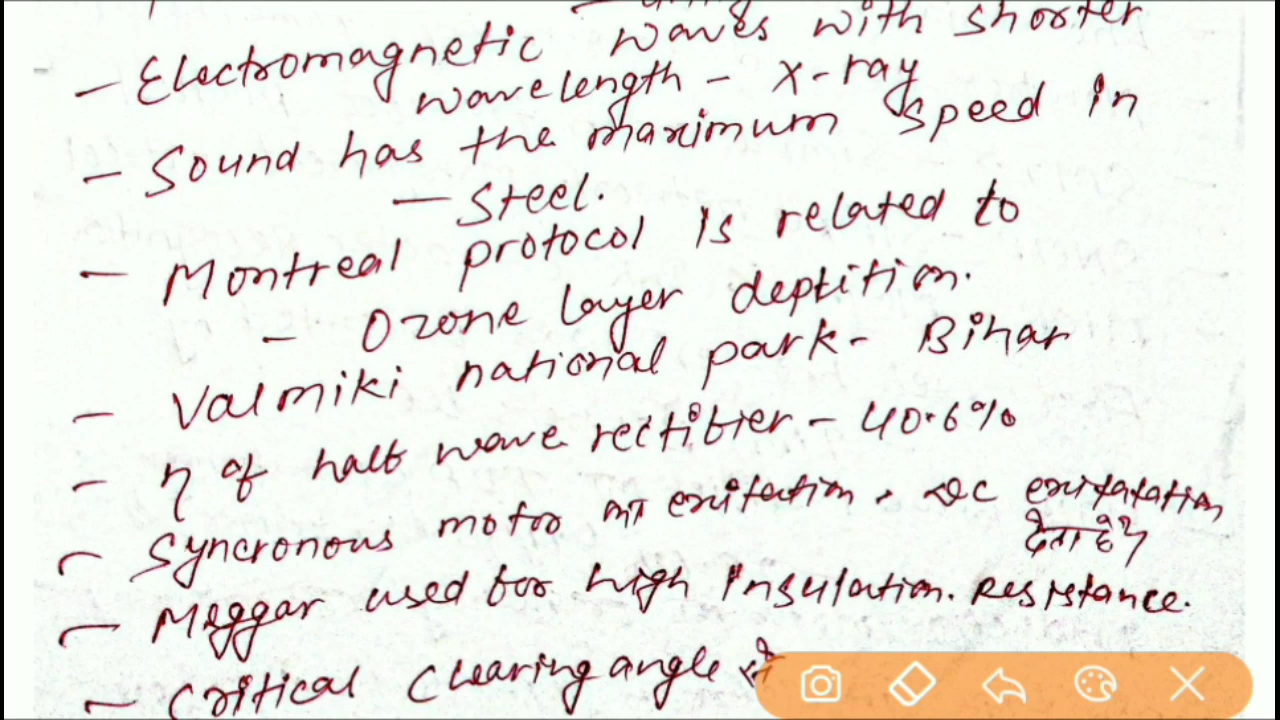 - Electromagnetic waves with shorter
wavelength - X-ray
- Sound has the maximum speed in
- Steel.
- Montreal protocol is related to
- Ozone layer deptition.
- Valmiki national park - Bihar
- η of half wave rectifier - 40.6%
- Syncronous motor excitation DC
- Meggar used for high Insulation. Resistance.
- Critical Clearing angle